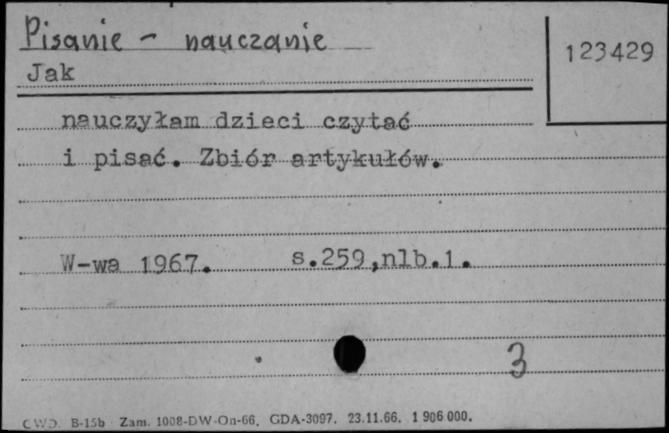 Pisanie - nauczanie
123429
Jak
nauczyłam dzieci czytać
i pisać. Zbiór artykułów.
W-wa 1967. s.259,nlb.1.
3
CWD. B-15b Zam. 1008-DW-On-66. GDA-3097. 23.11.66. 1 906 000.